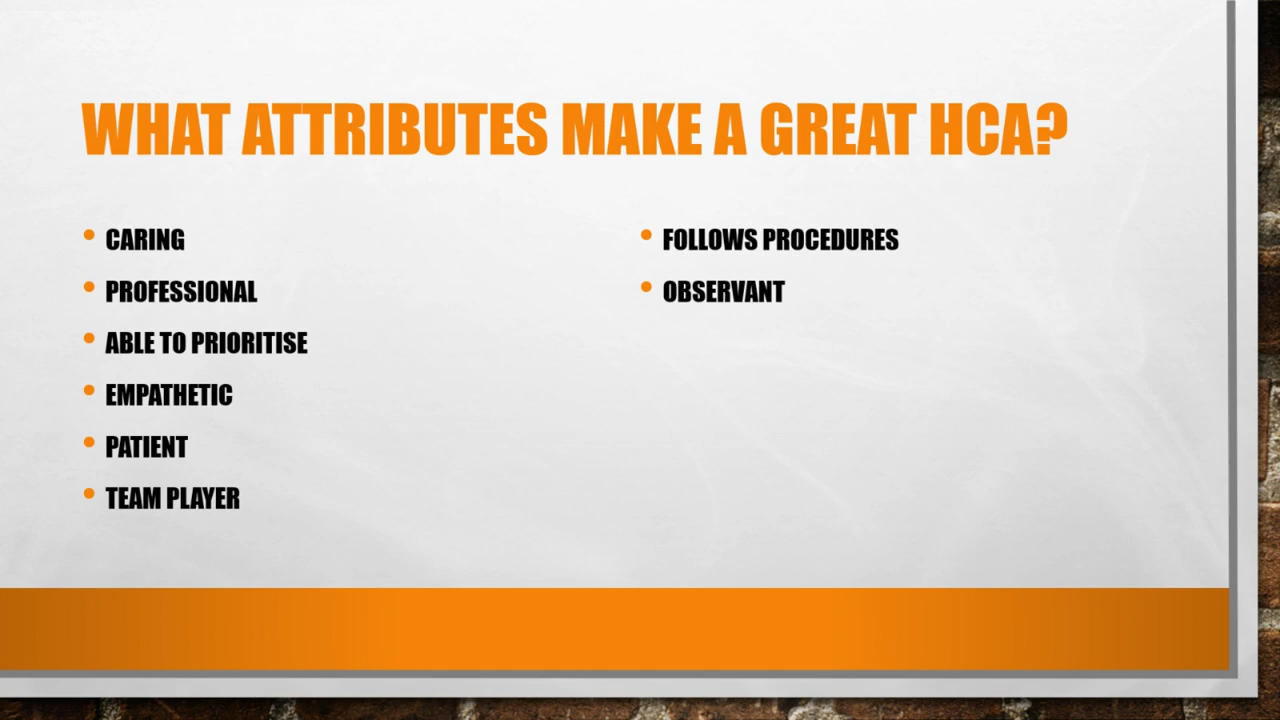 WHAT ATTRIBUTES MAKE A GREAT HCA?
• CARING
• PROFESSIONAL
• ABLE TO PRIORITISE
• EMPATHETIC
• PATIENT
• TEAM PLAYER
• FOLLOWS PROCEDURES
• OBSERVANT